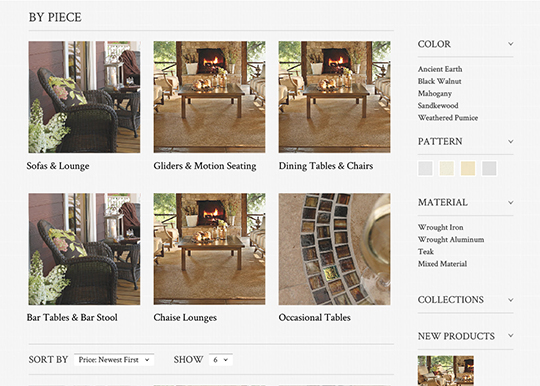 BY PIECE
Sofas & Lounge
Gliders & Motion Seating
Dining Tables & Chairs
Bar Tables & Bar Stool
Chaise Lounges
Occasional Tables
SORT BY
Price: Newest First
SHOW
6
COLOR
Ancient Earth
Black Walnut
Mahogany
Sandkewood
Weathered Pumice
PATTERN
MATERIAL
Wrought Iron
Wrought Aluminum
Teak
Mixed Material
COLLECTIONS
NEW PRODUCTS